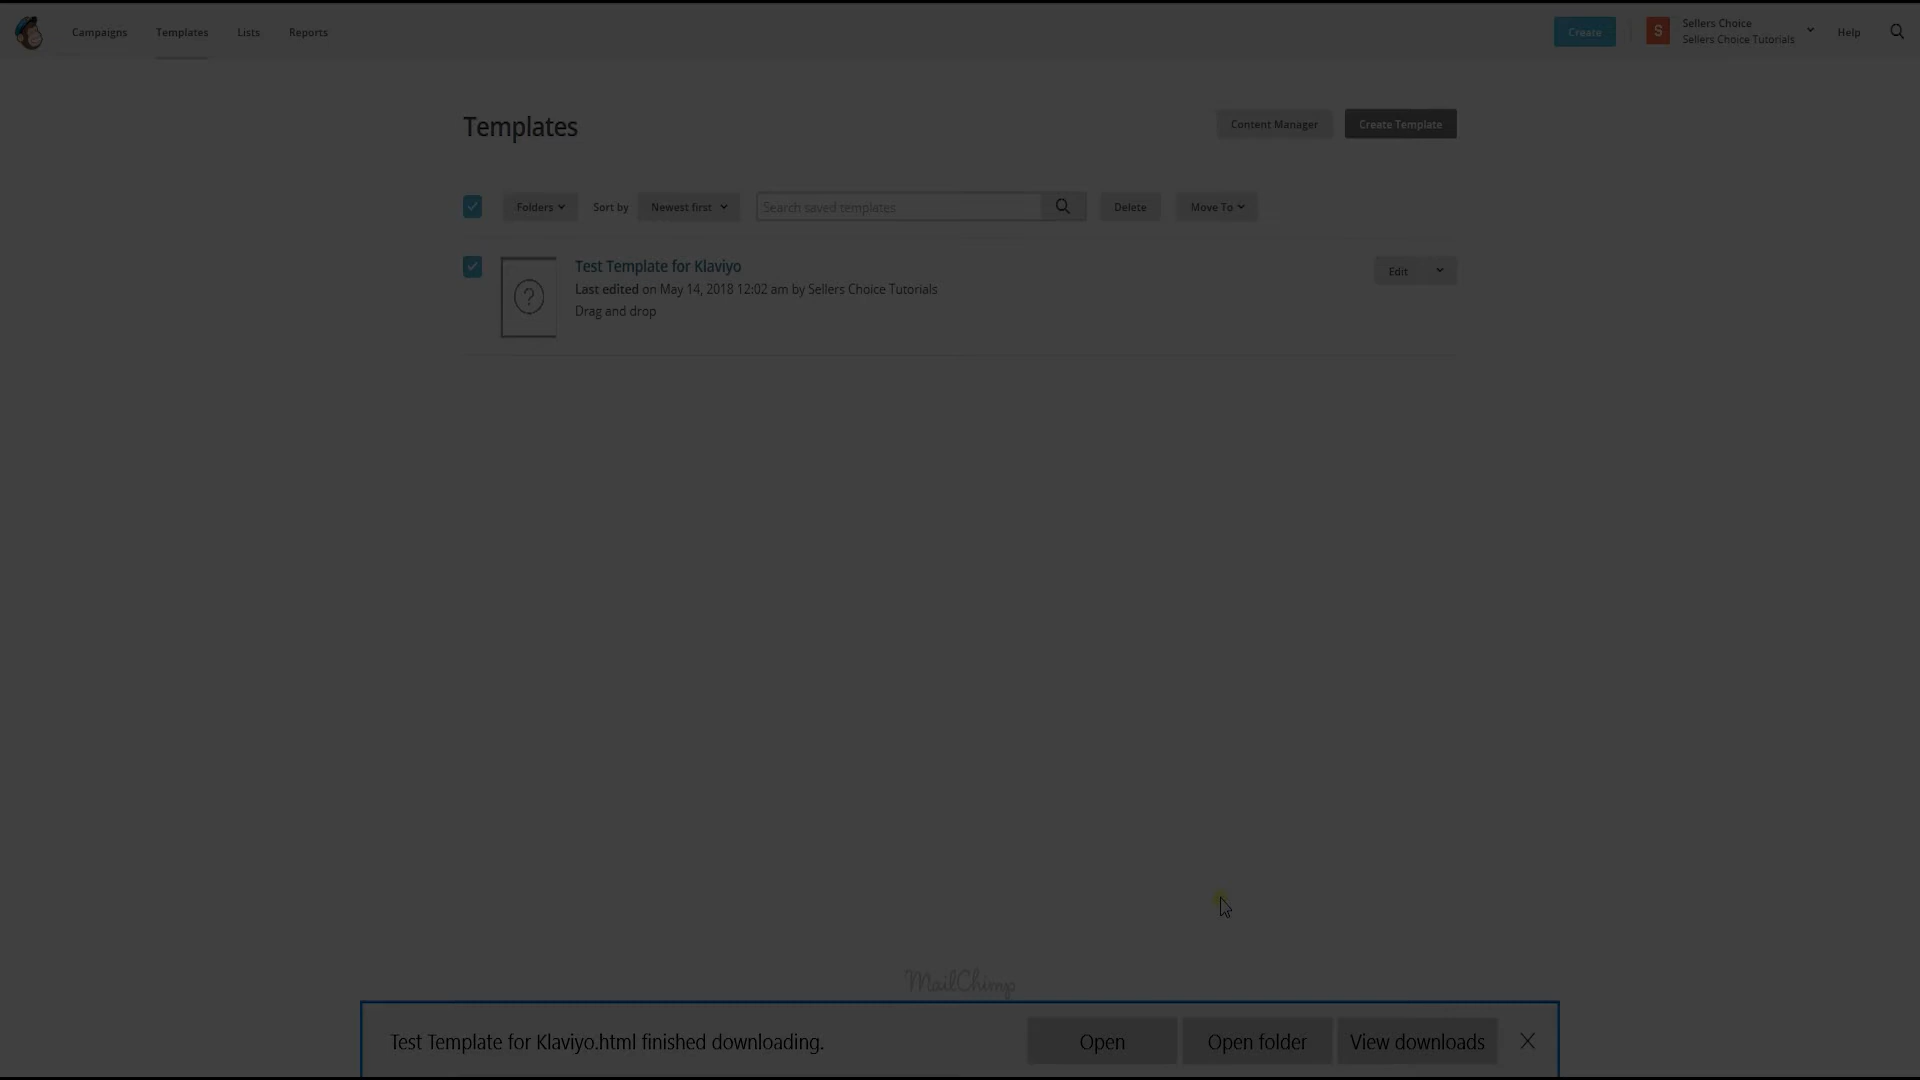 Campaigns Templates Lists Reports Create S Sellers Choice Help
Sellers Choice Tutorials
Templates Content Manager Create Template
Folders Sort by Newest first Search saved templates Delete Move To
Test Template for Klaviyo Edit
Last edited on May 14, 2018 12:02 am by Sellers Choice Tutorials
Drag and drop
?
MailChimp
Test Template for Klaviyo.html finished downloading. Open Open folder View downloads